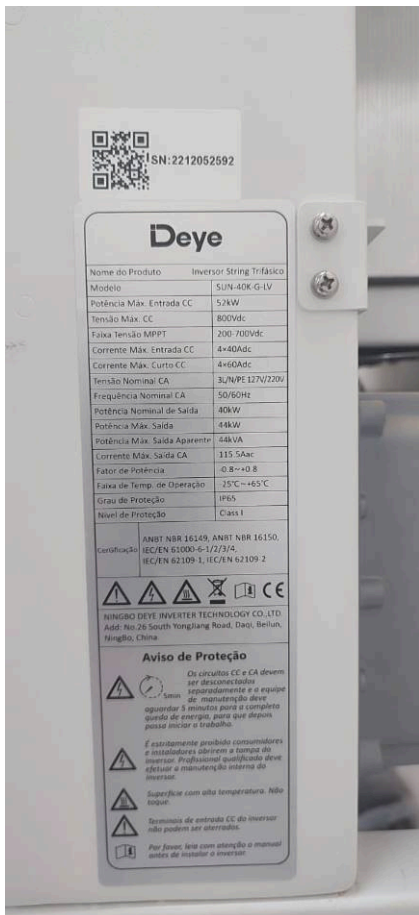 SN:2212052592
Deye
Nome do Produto Inversor String Trifásico
Modelo SUN-40K-G-LV
Potência Máx. Entrada CC 52kW
Tensão Máx. CC 800Vdc
Faixa Tensão MPPT 200-700Vdc
Corrente Máx. Entrada CC 4×40Adc
Corrente Máx. Curto CC 4×60Adc
Tensão Nominal CA 3L/N/PE 127V/220V
Frequência Nominal CA 50/60Hz
Potência Nominal de Saída 40kW
Potência Máx. Saída 44kW
Potência Máx. Saída Aparente 44kVA
Corrente Máx. Saída CA 115.5Aac
Fator de Potência -0.8~+0.8
Faixa de Temp. de Operação -25℃~+65℃
Grau de Proteção IP65
Nivel de Proteção Class I
Certificação
ANBT NBR 16149, ANBT NBR 16150,
IEC/EN 61000-6-1/2/3/4,
IEC/EN 62109-1, IEC/EN 62109-2
CE
NINGBO DEYE INVERTER TECHNOLOGY CO.,LTD.
Add: No.26 South YongJiang Road, Daqi, Beilun,
NingBo, China
Aviso de Proteção
5min
Os circuitos CC e CA devem
ser desconectados
separadamente e a equipe
de manutenção deve
aguardar 5 minutos para a completa
queda de energia, para que depois
possa iniciar o trabalho.
É estritamente proibido consumidores
e instaladores abrirem a tampa do
inversor. Profissional qualificado deve
efetuar a manutenção interna do
inversor.
Superfície com alta temperatura. Não
toque.
Terminais de entrada CC do inversor
não podem ser aterrados.
Por favor, leia com atenção o manual
antes de instalar o inversor.